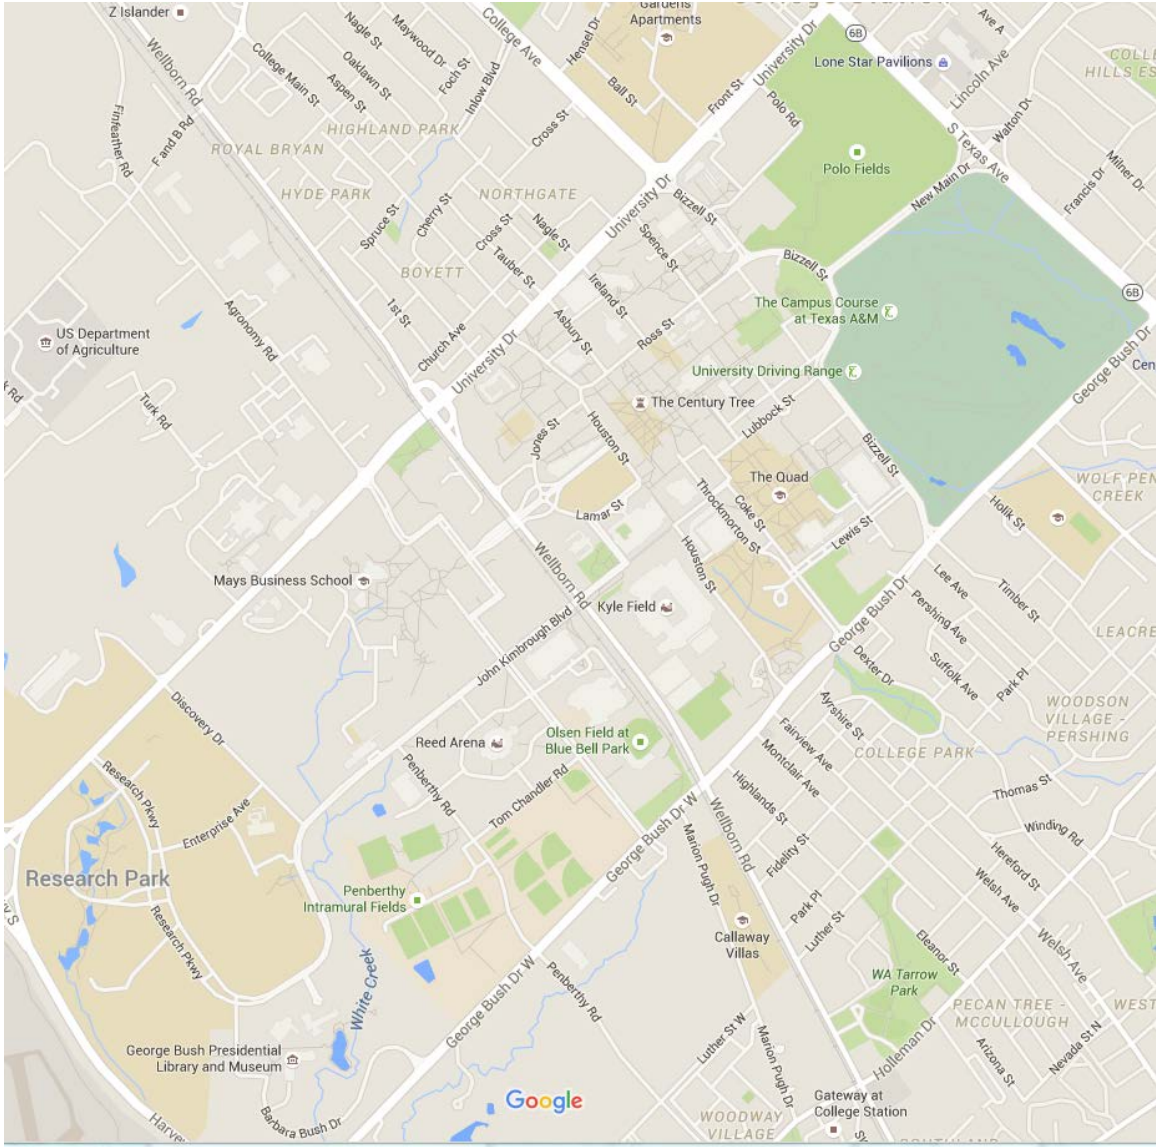 Z Islander
Gardens
Apartments
College Station
Ave A
6B
Lone Star Pavilions
Lincoln Ave
Wellborn Rd
Nagle St
Maywood Dr
Foch St
Inlow Blvd
College Ave
Hensel Dr
Ball St
Front St
University Dr
Polo Rd
S Texas Ave
Walton Dr
Milner Dr
Francis Dr
College Main St
Oaklawn St
Aspen St
Cross St
Finfeather Rd
F and B Rd
HIGHLAND PARK
ROYAL BRYAN
HYDE PARK
NORTHGATE
Polo Fields
New Main Dr
University Dr
Bizzell St
Spruce St
Cherry St
Cross St
Nagle St
Tauber St
Spence St
Bizzell St
BOYETT
Ireland St
6B
Agronomy Rd
1st St
Church Ave
University Dr
Asbury St
Ross St
The Campus Course
at Texas A&M
US Department
of Agriculture
George Bush Dr
University Driving Range
Turk Rd
The Century Tree
Jones St
Houston St
Lubbock St
Bizzell St
The Quad
WOLF PEN
CREEK
Lamar St
Throckmorton St
Coke St
Lewis St
Holik St
Wellborn Rd
Houston St
Mays Business School
Kyle Field
John Kimbrough Blvd
George Bush Dr
Lee Ave
Pershing Ave
Timber St
Suffolk Ave
Park Pl
Dexter Dr
Discovery Dr
Reed Arena
Olsen Field at
Blue Bell Park
Ayrshire St
Fairview Ave
Montclair Ave
WOODSON
VILLAGE -
PERSHING
COLLEGE PARK
Research Pkwy
Enterprise Ave
Penberthy Rd
Tom Chandler Rd
Highlands St
Thomas St
Winding Rd
Research Park
Penberthy
Intramural Fields
George Bush Dr W
Marion Pugh Dr
Wellborn Rd
Fidelity St
Hereford St
Welsh Ave
Research Pkwy
White Creek
Callaway
Villas
Park Pl
Luther St
Eleanor St
Welsh Ave
George Bush Dr W
Penberthy Rd
WA Tarrow
Park
PECAN TREE -
MCCULLOUGH
WEST
George Bush Presidential
Library and Museum
Luther St W
Marion Pugh Dr
Holleman Dr
Arizona St
Nevada St N
Barbara Bush Dr
Google
Gateway at
College Station
WOODWAY
VILLAGE